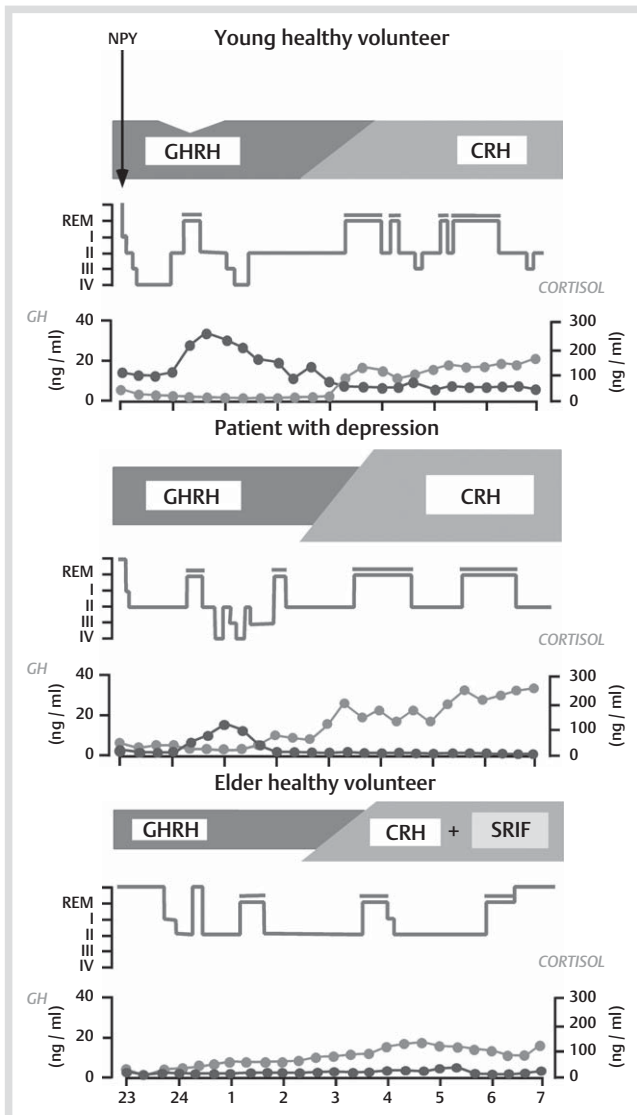 NPY
Young healthy volunteer
GHRH
CRH
REM
I
II
III
IV
CORTISOL
GH
(ng / ml)
40
20
0
300
200
100
0
(ng / ml)
Patient with depression
GHRH
CRH
REM
I
II
III
IV
CORTISOL
GH
(ng / ml)
40
20
0
300
200
100
0
(ng / ml)
Elder healthy volunteer
GHRH
CRH + SRIF
REM
I
II
III
IV
CORTISOL
GH
(ng / ml)
40
20
0
300
200
100
0
(ng / ml)
23 24 1 2 3 4 5 6 7